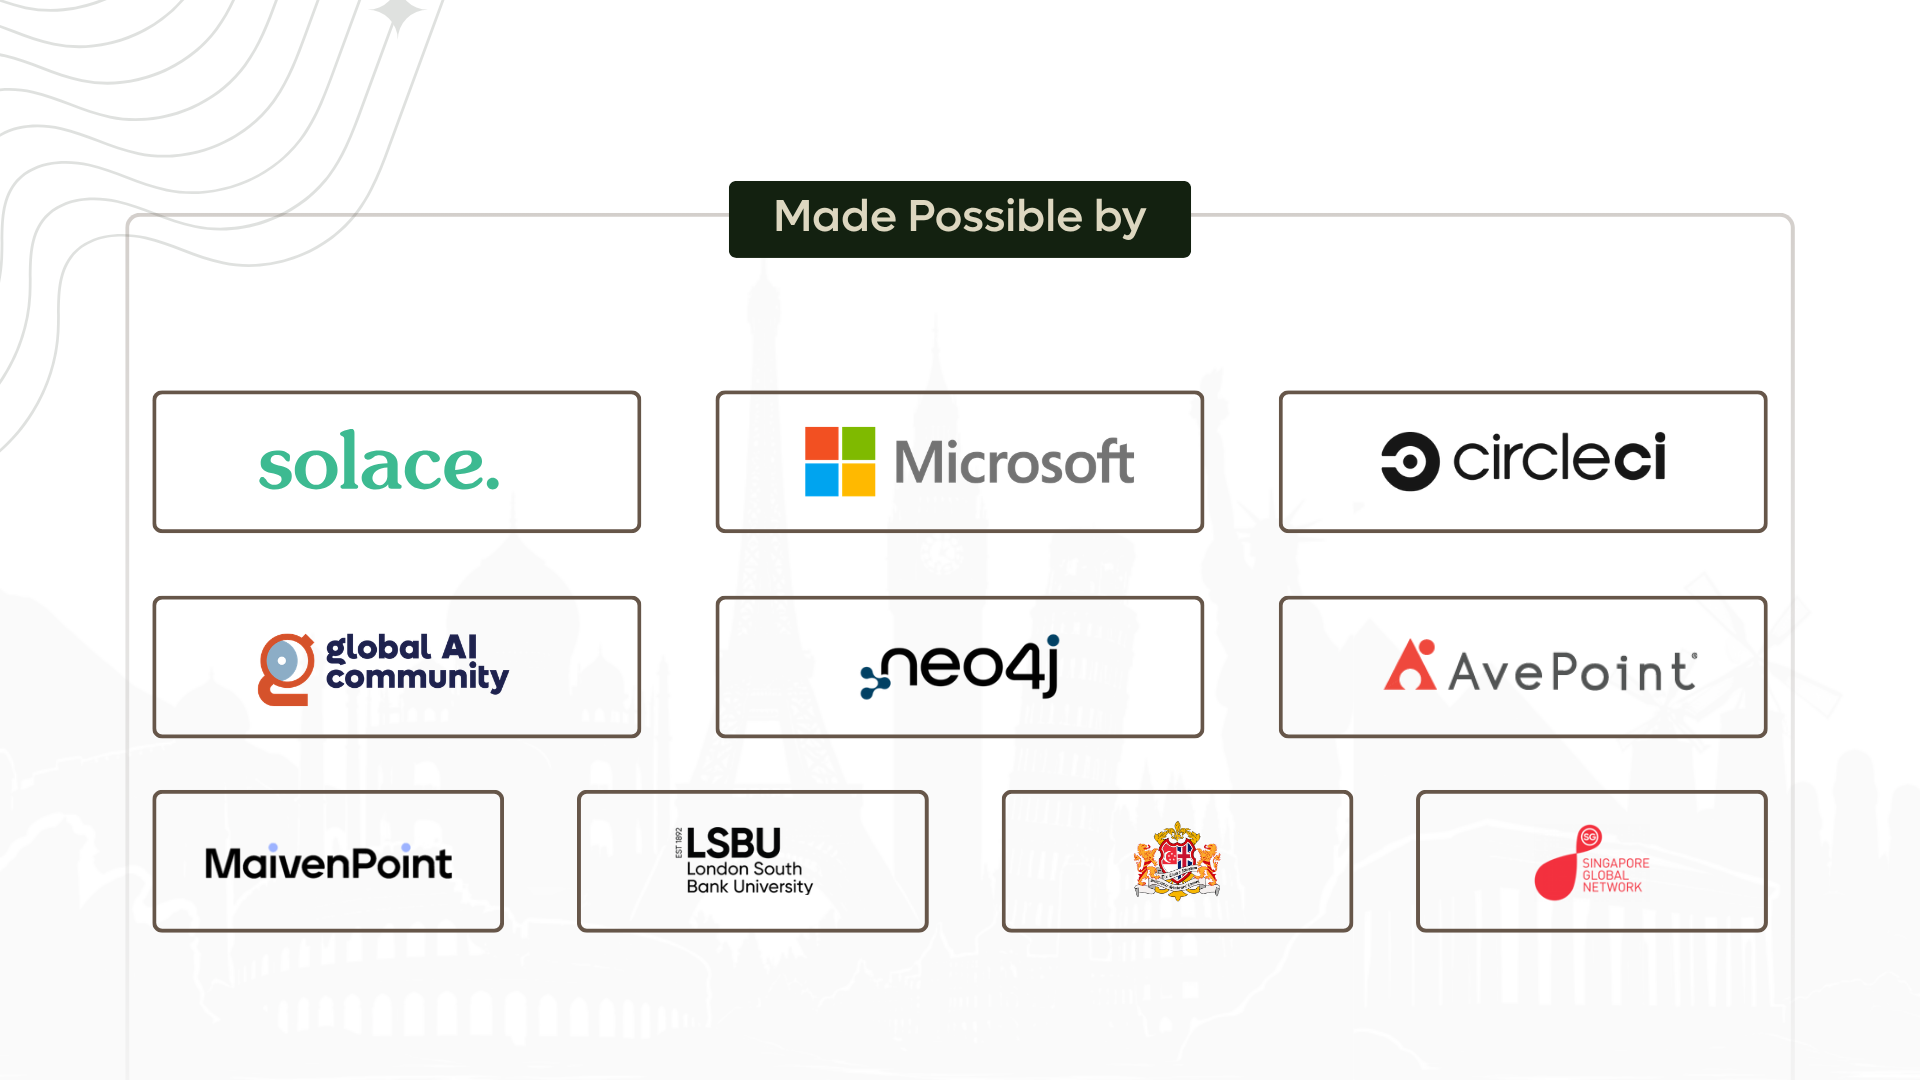 Made Possible by
solace.
Microsoft
circleci
global AI
community
neo4j
AvePoint
MaivenPoint
EST 1892
LSBU
London South
Bank University
SG
SINGAPORE
GLOBAL
NETWORK